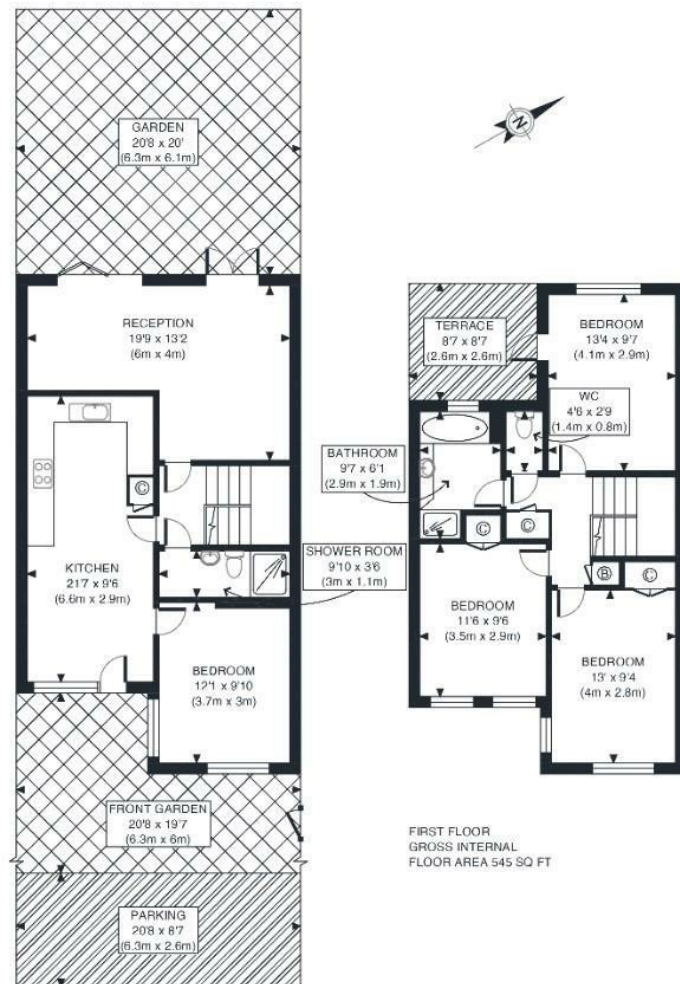 GARDEN
20'8 x 20'
(6.3m x 6.1m)
N
RECEPTION
19'9 x 13'2
(6m x 4m)
C
KITCHEN
21'7 x 9'6
(6.6m x 2.9m)
SHOWER ROOM
9'10 x 3'6
(3m x 1.1m)
BEDROOM
12'1 x 9'10
(3.7m x 3m)
FRONT GARDEN
20'8 x 19'7
(6.3m x 6m)
PARKING
20'8 x 8'7
(6.3m x 2.6m)
TERRACE
8'7 x 8'7
(2.6m x 2.6m)
BEDROOM
13'4 x 9'7
(4.1m x 2.9m)
WC
4'6 x 2'9
(1.4m x 0.8m)
BATHROOM
9'7 x 6'1
(2.9m x 1.9m)
C
C
B
C
BEDROOM
11'6 x 9'6
(3.5m x 2.9m)
BEDROOM
13' x 9'4
(4m x 2.8m)
FIRST FLOOR
GROSS INTERNAL
FLOOR AREA 545 SQ FT